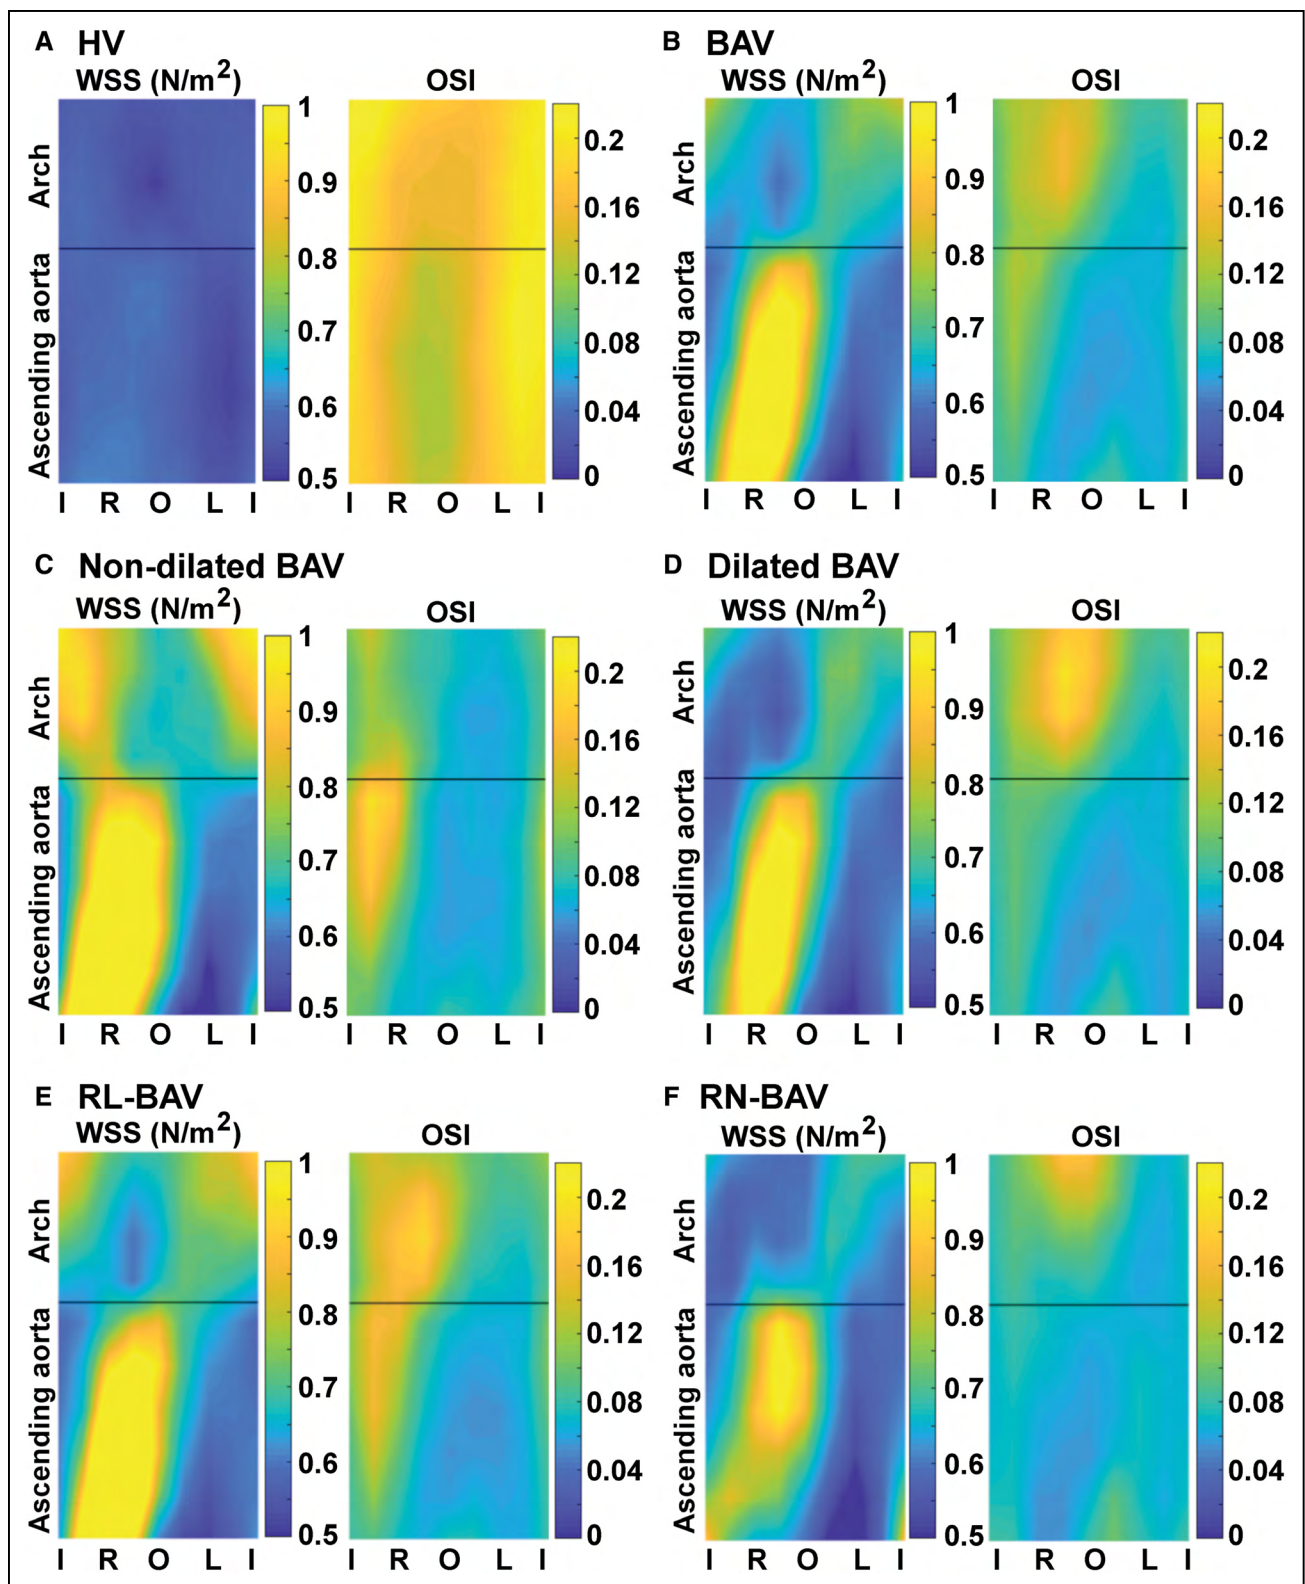 A HV
WSS (N/m²) OSI
Arch
Ascending aorta
1
0.9
0.8
0.7
0.6
0.5
0.2
0.16
0.12
0.08
0.04
0
I R O L I I R O L I
B BAV
WSS (N/m²) OSI
Arch
Ascending aorta
1
0.9
0.8
0.7
0.6
0.5
0.2
0.16
0.12
0.08
0.04
0
I R O L I I R O L I
C Non-dilated BAV
WSS (N/m²) OSI
Arch
Ascending aorta
1
0.9
0.8
0.7
0.6
0.5
0.2
0.16
0.12
0.08
0.04
0
I R O L I I R O L I
D Dilated BAV
WSS (N/m²) OSI
Arch
Ascending aorta
1
0.9
0.8
0.7
0.6
0.5
0.2
0.16
0.12
0.08
0.04
0
I R O L I I R O L I
E RL-BAV
WSS (N/m²) OSI
Arch
Ascending aorta
1
0.9
0.8
0.7
0.6
0.5
0.2
0.16
0.12
0.08
0.04
0
I R O L I I R O L I
F RN-BAV
WSS (N/m²) OSI
Arch
Ascending aorta
1
0.9
0.8
0.7
0.6
0.5
0.2
0.16
0.12
0.08
0.04
0
I R O L I I R O L I